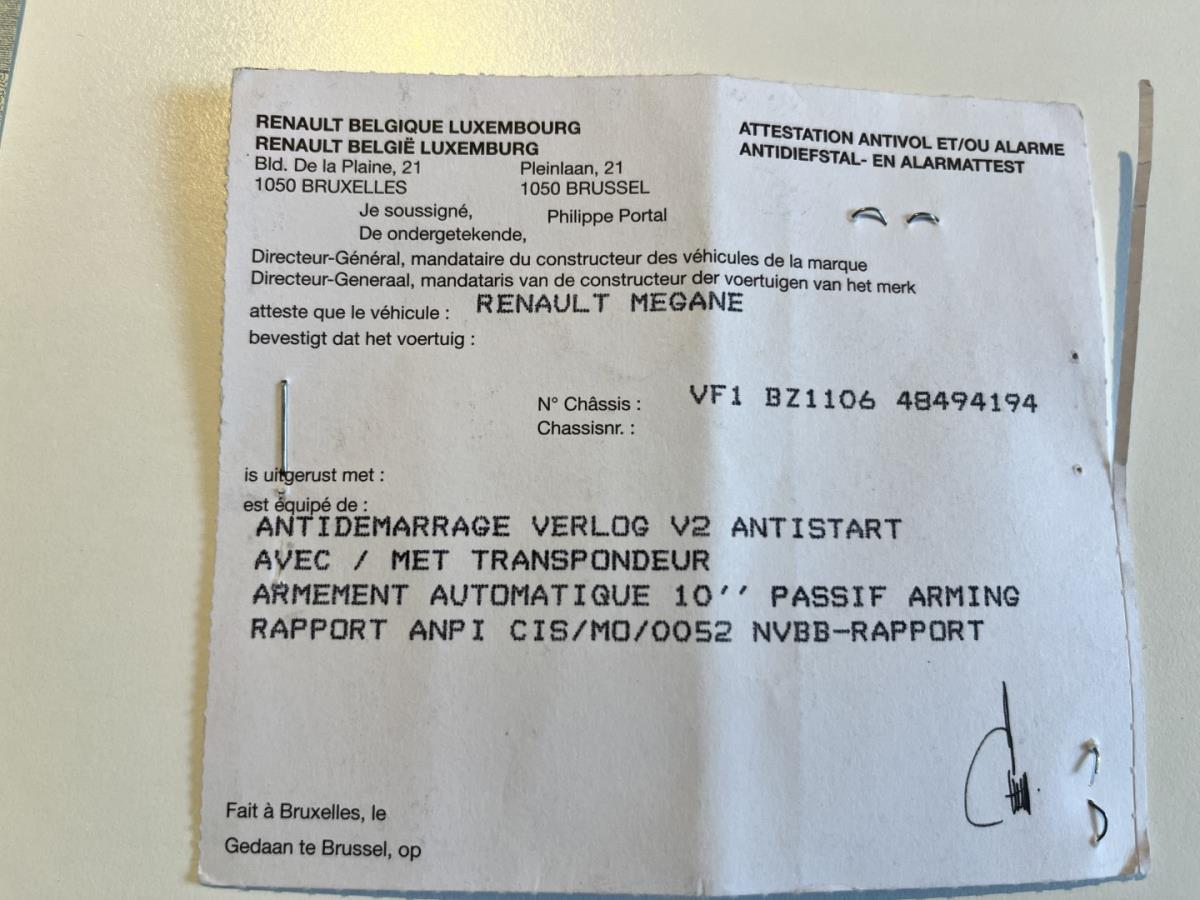 RENAULT BELGIQUE LUXEMBOURG
RENAULT BELGIË LUXEMBURG
Bld. De la Plaine, 21 Pleinlaan, 21
1050 BRUXELLES 1050 BRUSSEL
ATTESTATION ANTIVOL ET/OU ALARME
ANTIDIEFSTAL- EN ALARMATTEST
Je soussigné, Philippe Portal
De ondergetekende,
Directeur-Général, mandataire du constructeur des véhicules de la marque
Directeur-Generaal, mandataris van de constructeur der voertuigen van het merk
atteste que le véhicule : RENAULT MEGANE
bevestigt dat het voertuig :
N° Châssis : VF1 BZ1106 48494194
Chassisnr. :
is uitgerust met :
est équipé de :
ANTIDEMARRAGE VERLOG V2 ANTISTART
AVEC / MET TRANSPONDEUR
ARMEMENT AUTOMATIQUE 10'' PASSIF ARMING
RAPPORT ANPI CIS/MO/0052 NVBB-RAPPORT
Fait à Bruxelles, le
Gedaan te Brussel, op